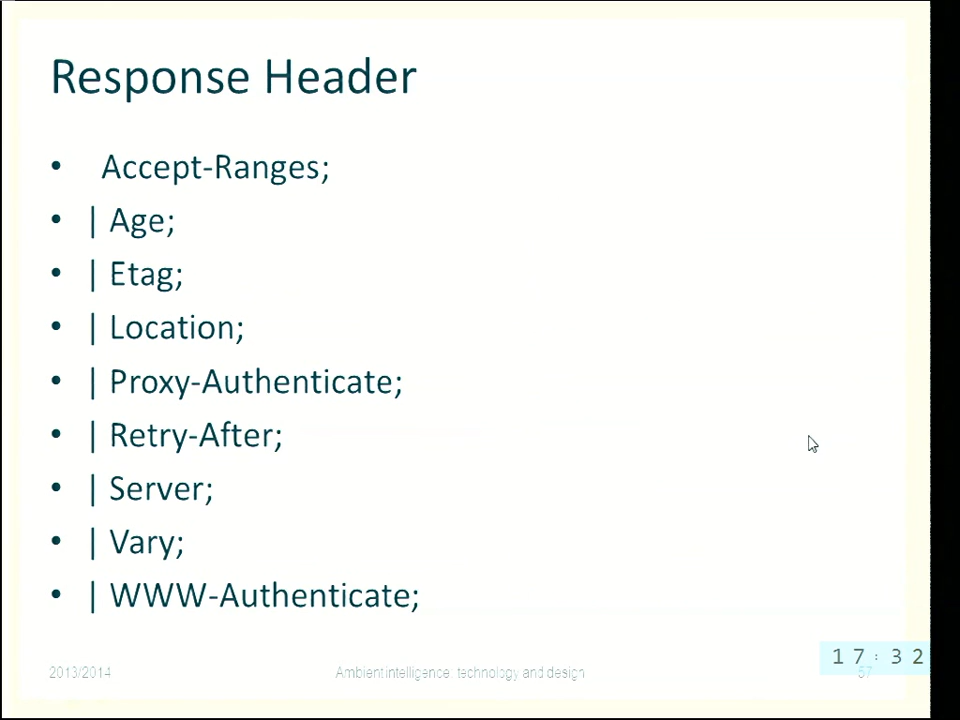 Response Header
• Accept-Ranges;
• | Age;
• | Etag;
• | Location;
• | Proxy-Authenticate;
• | Retry-After;
• | Server;
• | Vary;
• | WWW-Authenticate;
17:32
2013/2014 Ambient intelligence: technology and design 57